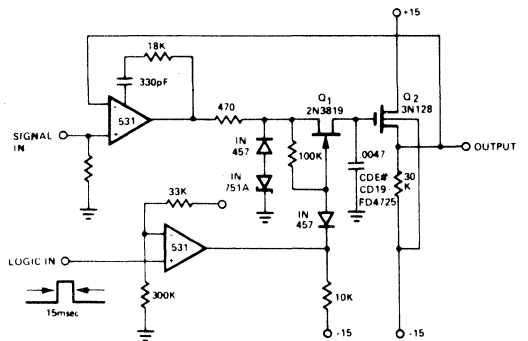 +15
18K
330pF
-
531
+
SIGNAL
IN
470
Q1
2N3819
Q2
3N128
IN
457
100K
.0047
CDE#
CD19-
FD4725
OUTPUT
30
K
IN
751A
33K
IN
457
-
531
+
LOGIC IN
300K
10K
15msec
-15
-15